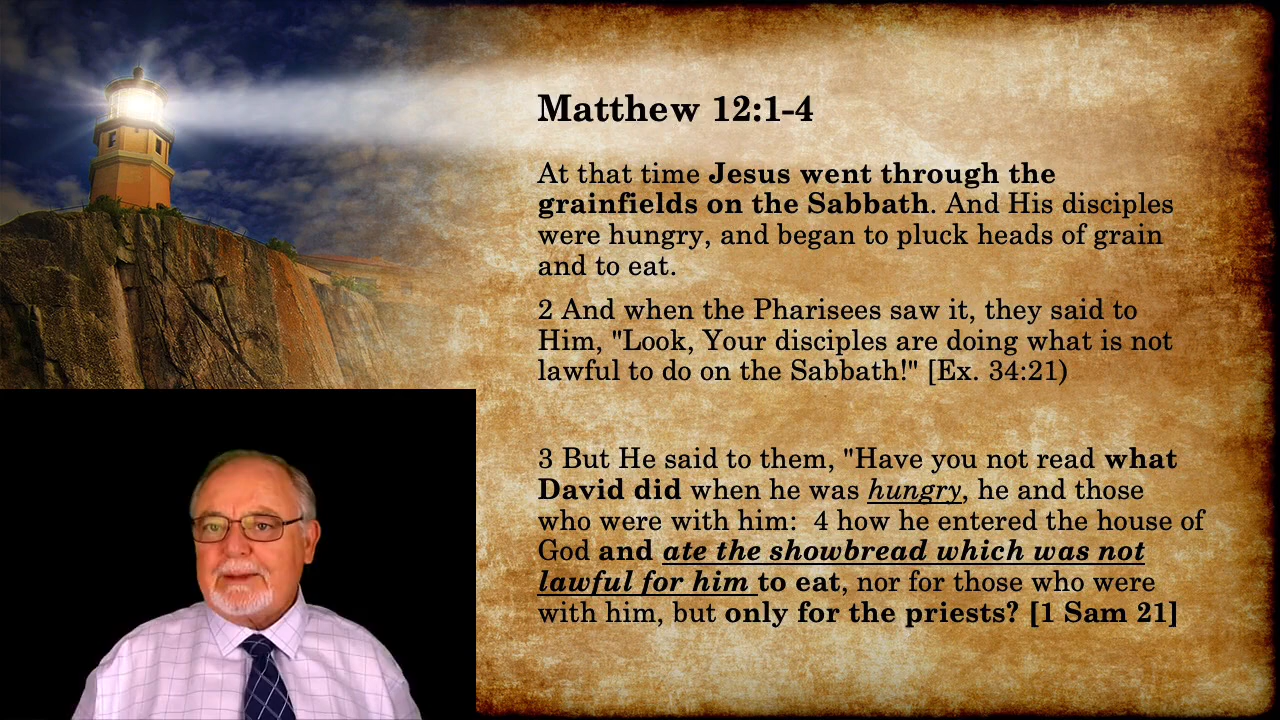 Matthew 12:1-4
At that time Jesus went through the
grainfields on the Sabbath. And His disciples
were hungry, and began to pluck heads of grain
and to eat.
2 And when the Pharisees saw it, they said to
Him, "Look, Your disciples are doing what is not
lawful to do on the Sabbath!" [Ex. 34:21)
3 But He said to them, "Have you not read what
David did when he was hungry, he and those
who were with him:  4 how he entered the house of
God and ate the showbread which was not
lawful for him to eat, nor for those who were
with him, but only for the priests? [1 Sam 21]